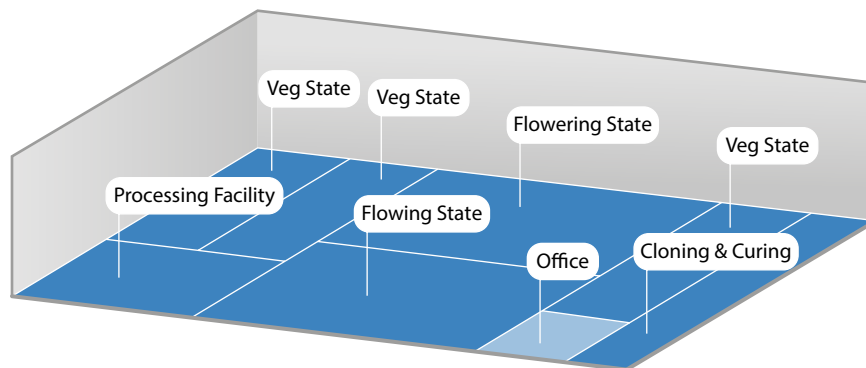 Veg State
Veg State
Flowering State
Veg State
Processing Facility
Flowing State
Office
Cloning & Curing